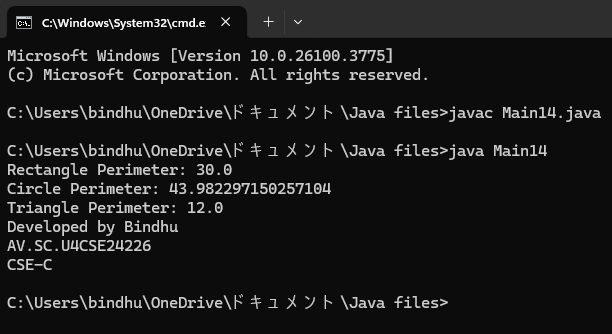 C:\Windows\System32\cmd.e
Microsoft Windows [Version 10.0.26100.3775]
(c) Microsoft Corporation. All rights reserved.
C:\Users\bindhu\OneDrive\ドキュメント\Java files>javac Main14.java
C:\Users\bindhu\OneDrive\ドキュメント\Java files>java Main14
Rectangle Perimeter: 30.0
Circle Perimeter: 43.982297150257104
Triangle Perimeter: 12.0
Developed by Bindhu
AV.SC.U4CSE24226
CSE-C
C:\Users\bindhu\OneDrive\ドキュメント\Java files>